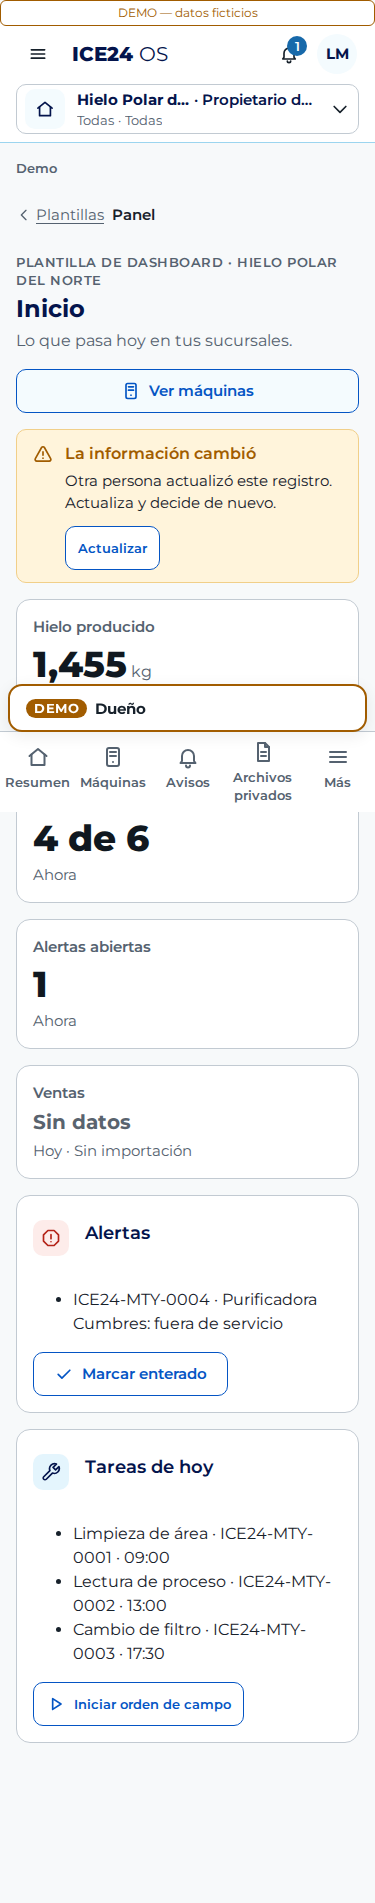 DEMO — datos ficticios
ICE24 OS
1
LM
Hielo Polar d... · Propietario d...
Todas · Todas
Demo
Plantillas Panel
PLANTILLA DE DASHBOARD · HIELO POLAR
DEL NORTE
Inicio
Lo que pasa hoy en tus sucursales.
Ver máquinas
La información cambió
Otra persona actualizó este registro.
Actualiza y decide de nuevo.
Actualizar
Hielo producido
1,455 kg
DEMO Dueño
Resumen
Máquinas
Avisos
Archivos
privados
Más
4 de 6
Ahora
Alertas abiertas
1
Ahora
Ventas
Sin datos
Hoy · Sin importación
Alertas
ICE24-MTY-0004 · Purificadora
Cumbres: fuera de servicio
Marcar enterado
Tareas de hoy
Limpieza de área · ICE24-MTY-
0001 · 09:00
Lectura de proceso · ICE24-MTY-
0002 · 13:00
Cambio de filtro · ICE24-MTY-
0003 · 17:30
Iniciar orden de campo